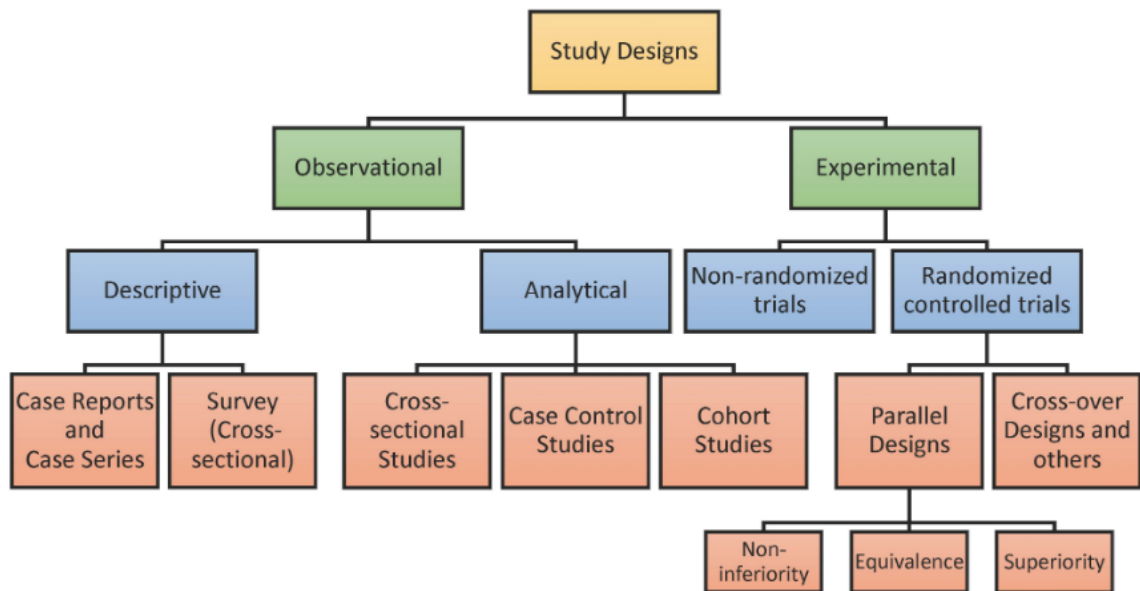 Study Designs
Observational
Experimental
Descriptive
Analytical
Non-randomized
trials
Randomized
controlled trials
Case Reports
and
Case Series
Survey
(Cross-
sectional)
Cross-
sectional
Studies
Case Control
Studies
Cohort
Studies
Parallel
Designs
Cross-over
Designs and
others
Non-
inferiority
Equivalence
Superiority